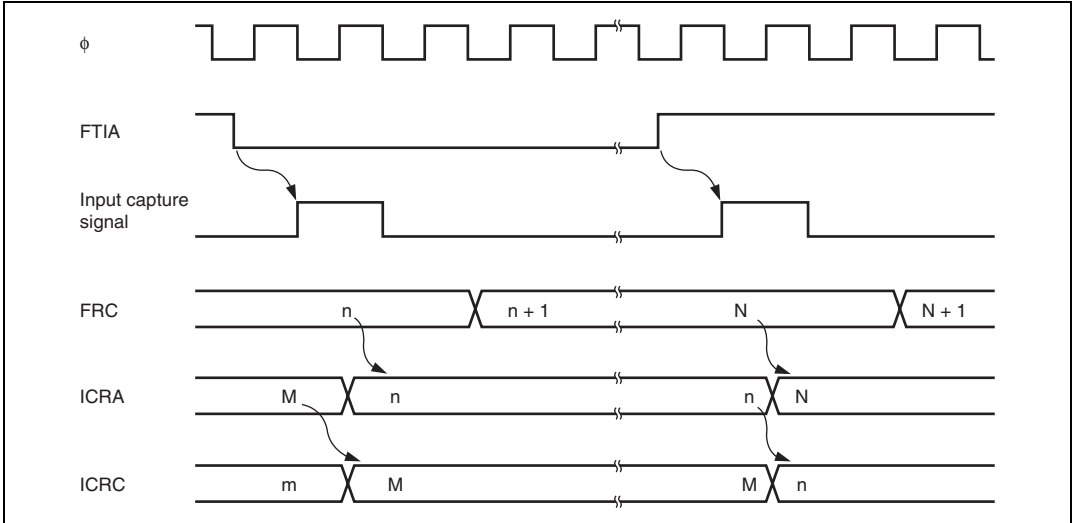 ϕ
FTIA
Input capture
signal
FRC n n + 1 N N + 1
ICRA M n n N
ICRC m M M n